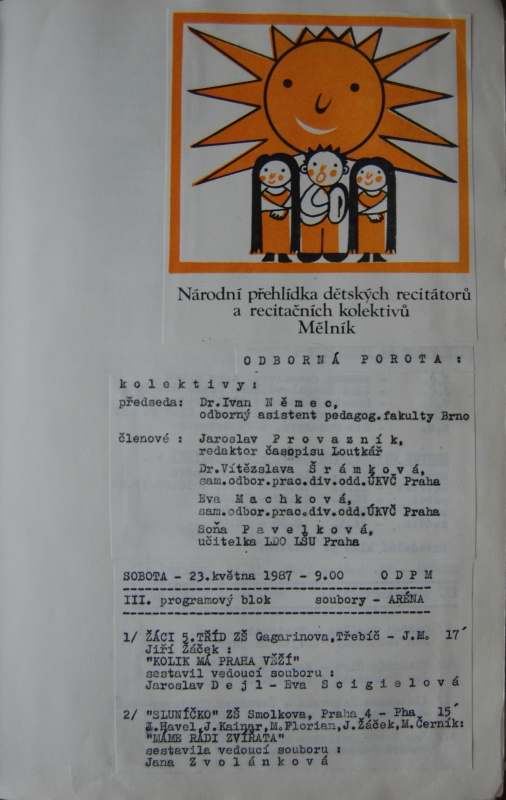 Národní přehlídka dětských recitátorů
a recitačních kolektivů
Mělník
ODBORNÁ POROTA :
kolektivy:
předseda: Dr.Ivan Němec,
odborný asistent pedagog.fakulty Brno
členové : Jaroslav Provazník,
redaktor časopisu Loutkář
Dr.Vítězslava Šrámková,
sam.odbor.prac.div.odd.ÚKVČ Praha
Eva Machková,
sam.odbor.prac.div.odd.ÚKVČ Praha
Soňa Pavelková,
učitelka LDO LŠU Praha
SOBOTA - 23.května 1987 - 9.00 ODPM
III. programový blok soubory - ARÉNA
1/ ŽÁCI 5.TŘÍD ZŠ Gagarinova,Třebíč - J.M. 17´
Jiří Žáček :
"KOLIK MÁ PRAHA VĚŽÍ"
sestavil vedoucí souboru :
Jaroslav Dejl - Eva Scigielová
2/ "SLUNÍČKO" ZŠ Smolkova, Praha 4 - Pha 15´
J.Havel,J.Kainar,M.Florian,J.Žáček,M.Černík:
"MÁME RÁDI ZVÍŘATA"
sestavila vedoucí souboru :
Jana Zvolánková